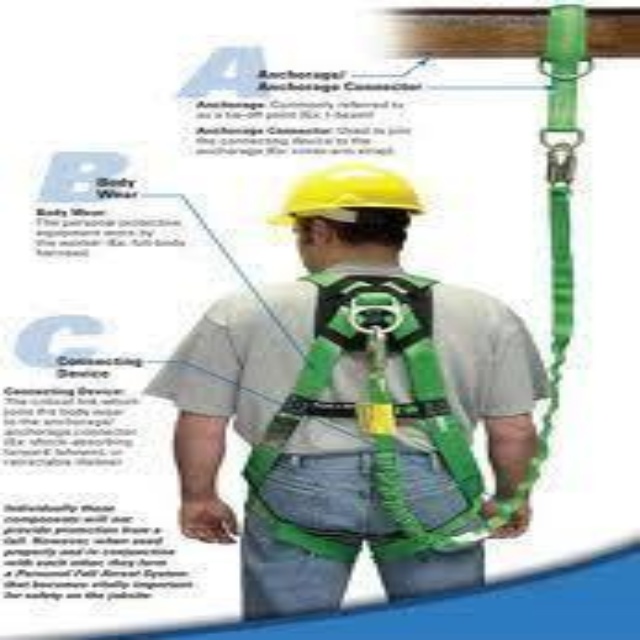 A
Anchorage/
Anchorage Connector
Anchorage: Commonly referred to
as a tie-off point (Ex: I-beam)
Anchorage Connector: Used to join
the connecting device to the
anchorage (Ex: cross-arm strap)
B
Body
Wear
Body Wear:
The personal protective
equipment worn by
the worker (Ex: full-body
harness)
C
Connecting
Device
Connecting Device:
The critical link which
joins the body wear
to the anchorage/
anchorage connector
(Ex: shock-absorbing
lanyard, or
retractable lifeline)
Individually these
components will not
provide protection from a
fall. However, when used
properly and in conjunction
with each other, they form
a Personal Fall Arrest System
that becomes vitally important
for safety on the jobsite.